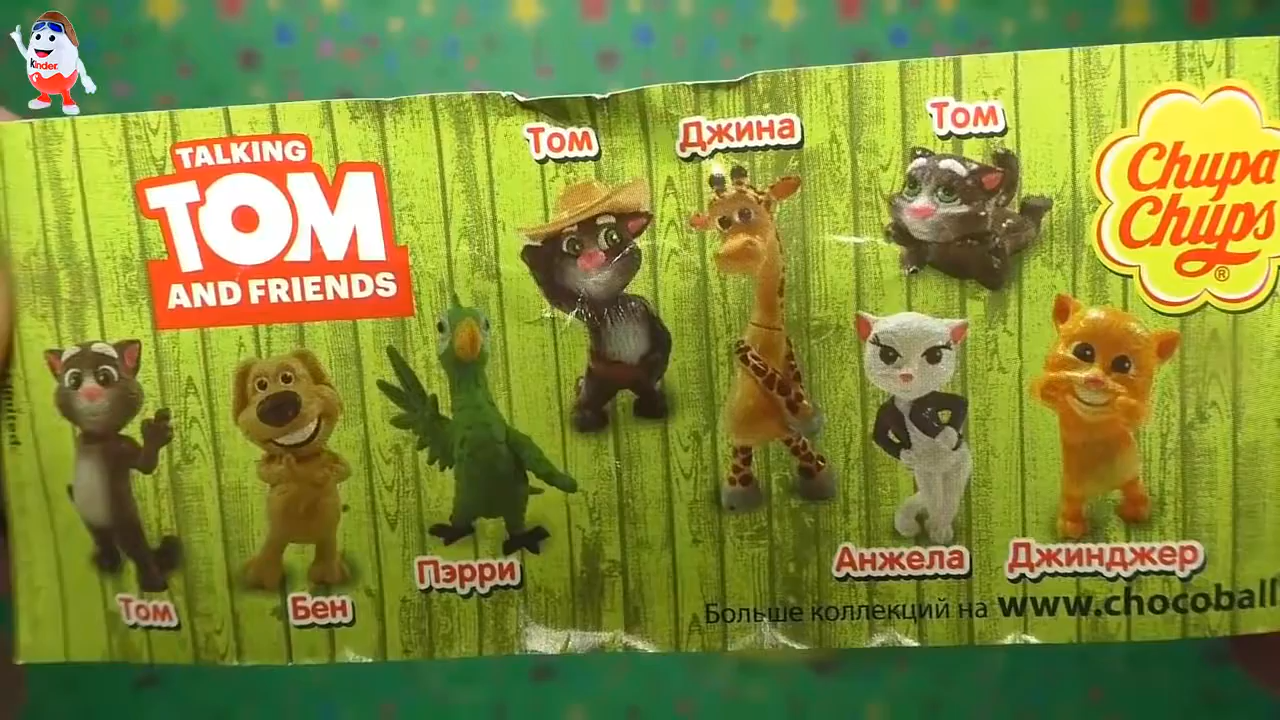 kinder
TALKING
TOM
AND FRIENDS
Том
Джина
Том
Chupa
Chups
®
Том
Бен
Пэрри
Анжела
Джинджер
Больше коллекций на www.chocoball